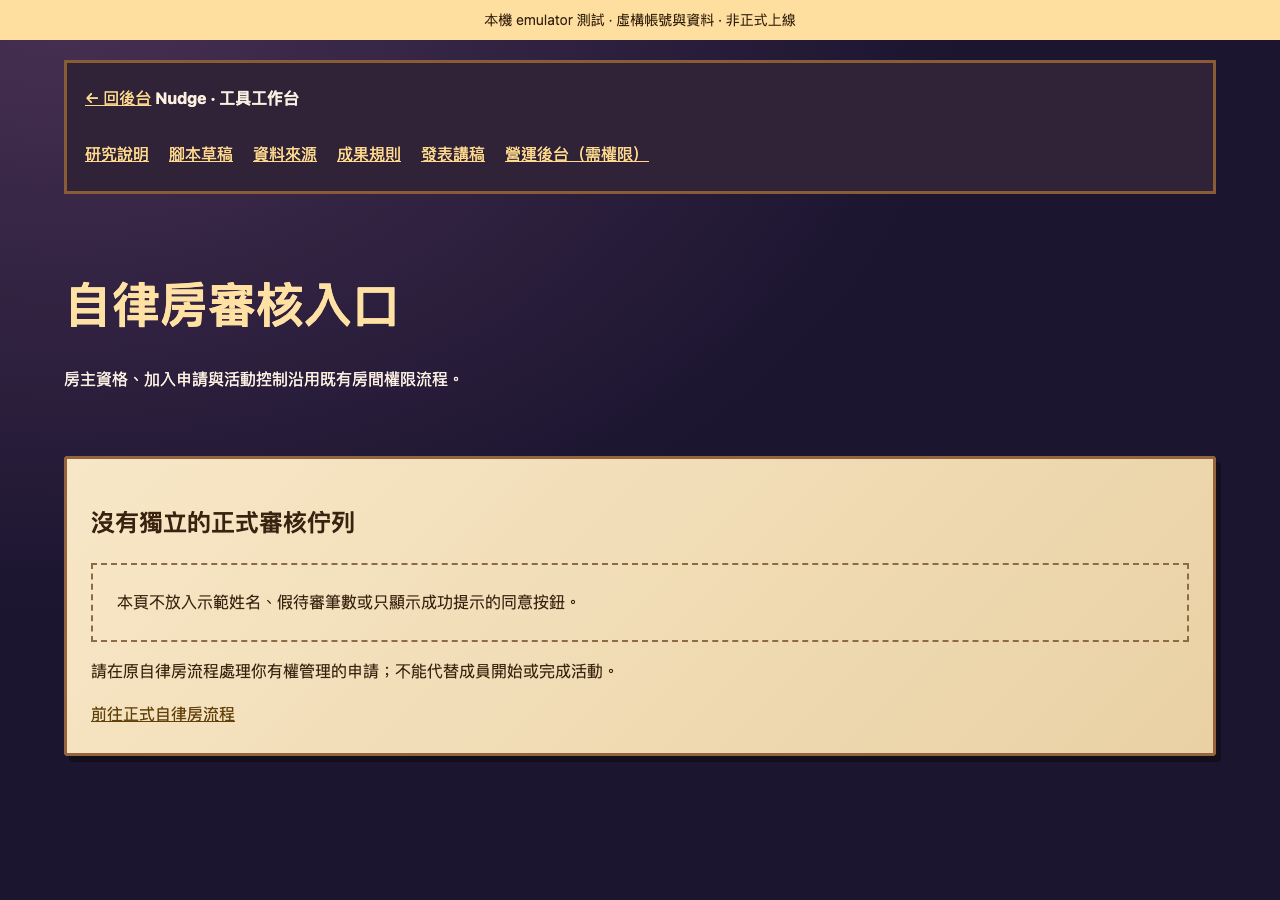 本機 emulator 測試 · 虛構帳號與資料 · 非正式上線
← 回後台 Nudge · 工具工作台
研究說明 腳本草稿 資料來源 成果規則 發表講稿 營運後台（需權限）
自律房審核入口
房主資格、加入申請與活動控制沿用既有房間權限流程。
沒有獨立的正式審核佇列
本頁不放入示範姓名、假待審筆數或只顯示成功提示的同意按鈕。
請在原自律房流程處理你有權管理的申請；不能代替成員開始或完成活動。
前往正式自律房流程